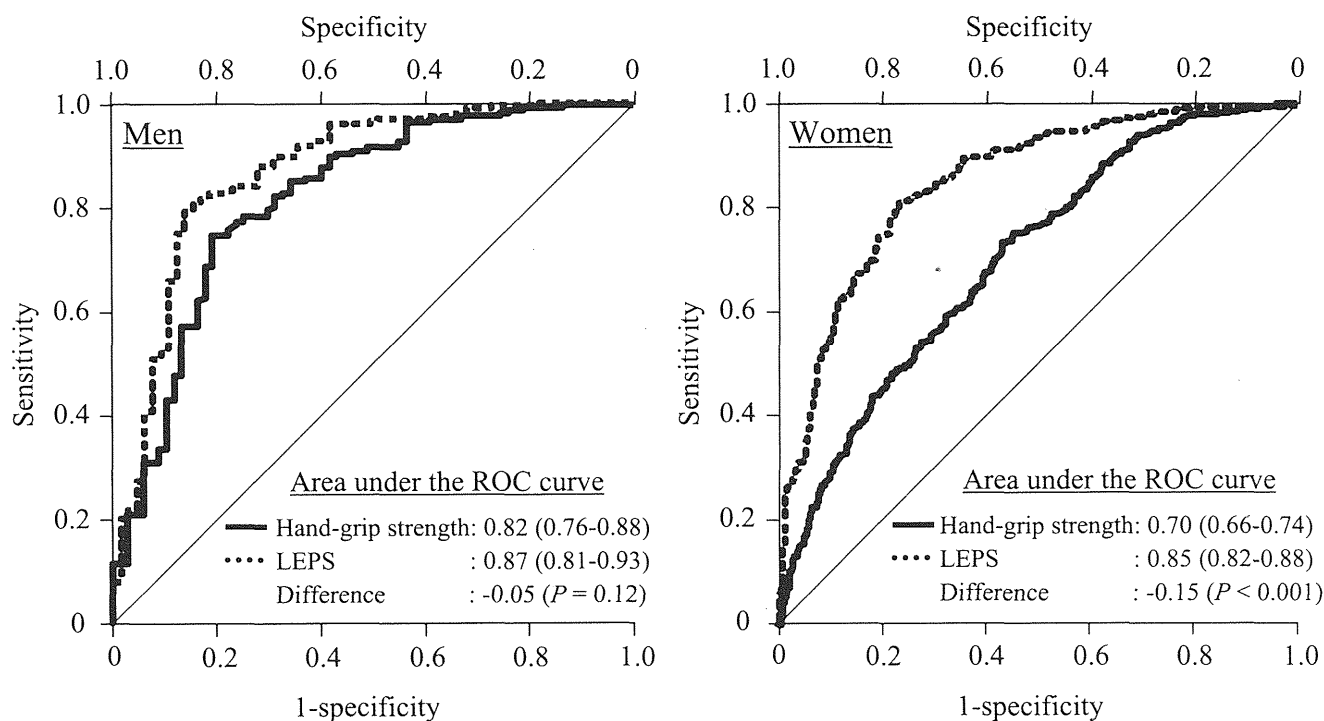 Specificity
1.0 0.8 0.6 0.4 0.2 0
1.0
Men
0.8
0.6
Sensitivity
0.4
0.2
0
Area under the ROC curve
Hand-grip strength: 0.82 (0.76-0.88)
LEPS : 0.87 (0.81-0.93)
Difference : -0.05 (P = 0.12)
0 0.2 0.4 0.6 0.8 1.0
1-specificity
Specificity
1.0 0.8 0.6 0.4 0.2 0
1.0
Women
0.8
0.6
Sensitivity
0.4
0.2
0
Area under the ROC curve
Hand-grip strength: 0.70 (0.66-0.74)
LEPS : 0.85 (0.82-0.88)
Difference : -0.15 (P < 0.001)
0 0.2 0.4 0.6 0.8 1.0
1-specificity